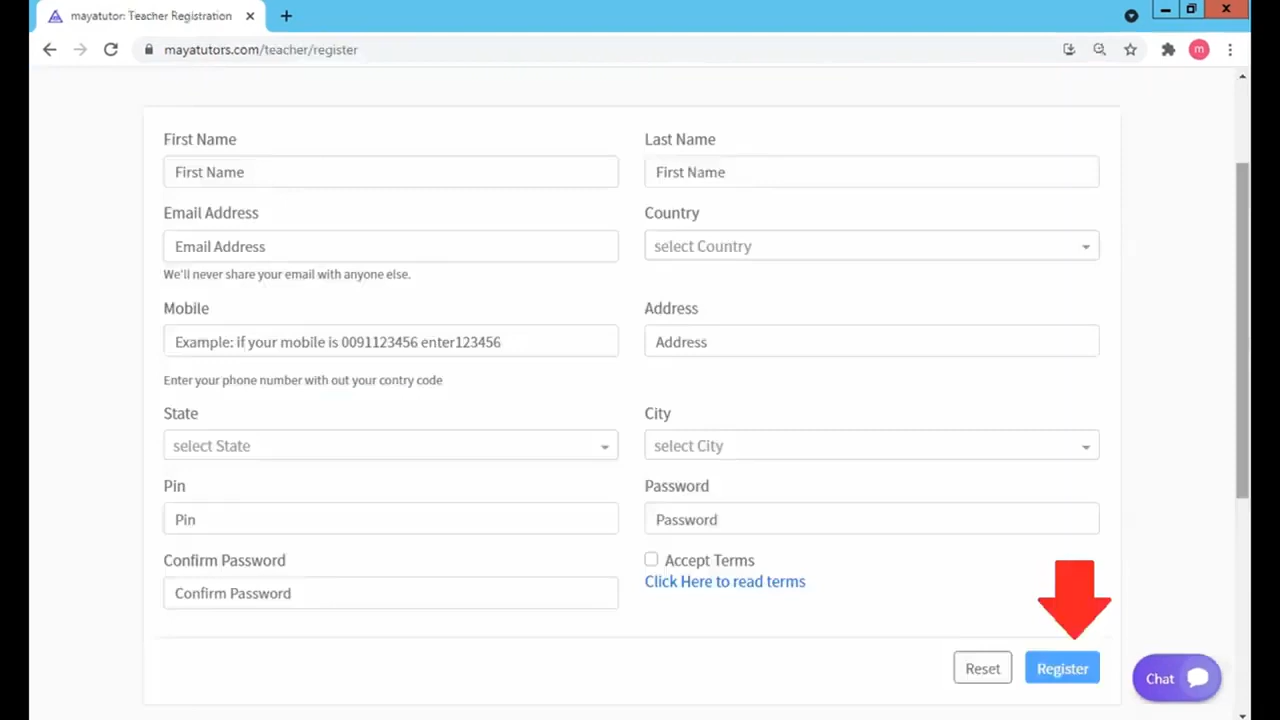 mayatutor: Teacher Registration
mayatutors.com/teacher/register
m
First Name
Last Name
First Name
First Name
Email Address
Country
Email Address
select Country
We'll never share your email with anyone else.
Mobile
Address
Example: if your mobile is 0091123456 enter123456
Address
Enter your phone number with out your contry code
State
City
select State
select City
Pin
Password
Pin
Password
Confirm Password
Accept Terms
Click Here to read terms
Confirm Password
Reset
Register
Chat